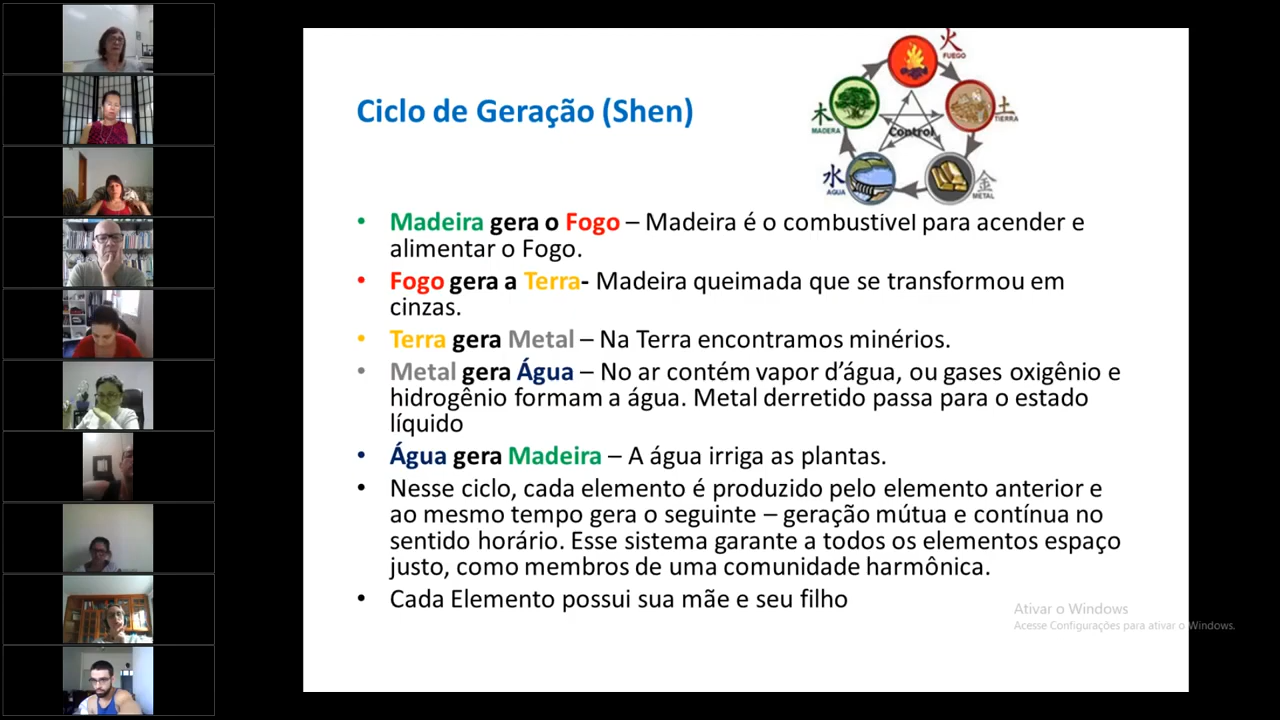 Ciclo de Geração (Shen)
火
FUEGO
木
MADERA
土
TIERRA
Control
水
AGUA
金
METAL
• Madeira gera o Fogo – Madeira é o combustível para acender e
alimentar o Fogo.
• Fogo gera a Terra- Madeira queimada que se transformou em
cinzas.
• Terra gera Metal – Na Terra encontramos minérios.
• Metal gera Água – No ar contém vapor d’água, ou gases oxigênio e
hidrogênio formam a água. Metal derretido passa para o estado
líquido
• Água gera Madeira – A água irriga as plantas.
• Nesse ciclo, cada elemento é produzido pelo elemento anterior e
ao mesmo tempo gera o seguinte – geração mútua e contínua no
sentido horário. Esse sistema garante a todos os elementos espaço
justo, como membros de uma comunidade harmônica.
• Cada Elemento possui sua mãe e seu filho
Ativar o Windows
Acesse Configurações para ativar o Windows.